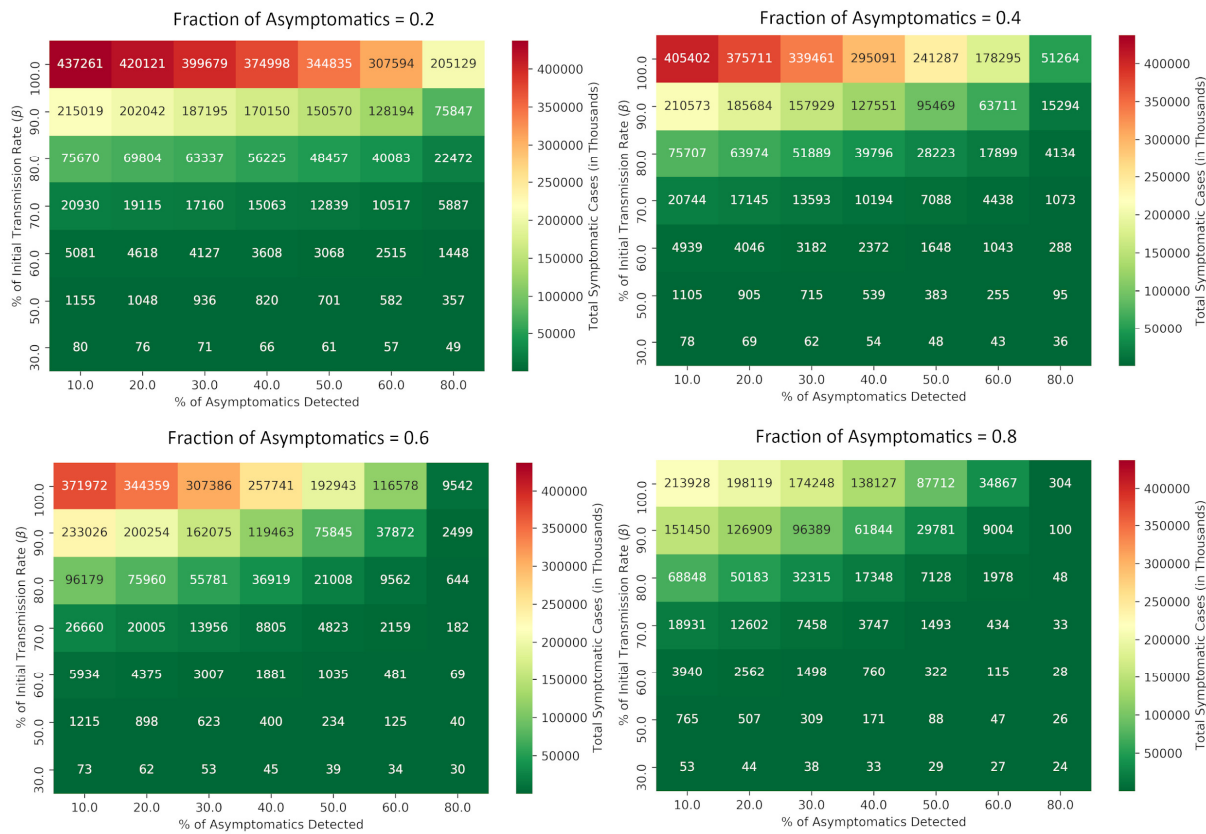 Fraction of Asymptomatics = 0.2
% of Initial Transmission Rate (β)
100.0 437261 420121 399679 374998 344835 307594 205129
90.0 215019 202042 187195 170150 150570 128194 75847
80.0 75670 69804 63337 56225 48457 40083 22472
70.0 20930 19115 17160 15063 12839 10517 5887
60.0 5081 4618 4127 3608 3068 2515 1448
50.0 1155 1048 936 820 701 582 357
30.0 80 76 71 66 61 57 49
10.0 20.0 30.0 40.0 50.0 60.0 80.0
% of Asymptomatics Detected
400000
350000
300000
250000
200000
150000
100000
50000
Total Symptomatic Cases (in Thousands)
Fraction of Asymptomatics = 0.4
% of Initial Transmission Rate (β)
100.0 405402 375711 339461 295091 241287 178295 51264
90.0 210573 185684 157929 127551 95469 63711 15294
80.0 75707 63974 51889 39796 28223 17899 4134
70.0 20744 17145 13593 10194 7088 4438 1073
60.0 4939 4046 3182 2372 1648 1043 288
50.0 1105 905 715 539 383 255 95
30.0 78 69 62 54 48 43 36
10.0 20.0 30.0 40.0 50.0 60.0 80.0
% of Asymptomatics Detected
400000
350000
300000
250000
200000
150000
100000
50000
Total Symptomatic Cases (in Thousands)
Fraction of Asymptomatics = 0.6
% of Initial Transmission Rate (β)
100.0 371972 344359 307386 257741 192943 116578 9542
90.0 233026 200254 162075 119463 75845 37872 2499
80.0 96179 75960 55781 36919 21008 9562 644
70.0 26660 20005 13956 8805 4823 2159 182
60.0 5934 4375 3007 1881 1035 481 69
50.0 1215 898 623 400 234 125 40
30.0 73 62 53 45 39 34 30
10.0 20.0 30.0 40.0 50.0 60.0 80.0
% of Asymptomatics Detected
400000
350000
300000
250000
200000
150000
100000
50000
Total Symptomatic Cases (in Thousands)
Fraction of Asymptomatics = 0.8
% of Initial Transmission Rate (β)
100.0 213928 198119 174248 138127 87712 34867 304
90.0 151450 126909 96389 61844 29781 9004 100
80.0 68848 50183 32315 17348 7128 1978 48
70.0 18931 12602 7458 3747 1493 434 33
60.0 3940 2562 1498 760 322 115 28
50.0 765 507 309 171 88 47 26
30.0 53 44 38 33 29 27 24
10.0 20.0 30.0 40.0 50.0 60.0 80.0
% of Asymptomatics Detected
400000
350000
300000
250000
200000
150000
100000
50000
Total Symptomatic Cases (in Thousands)